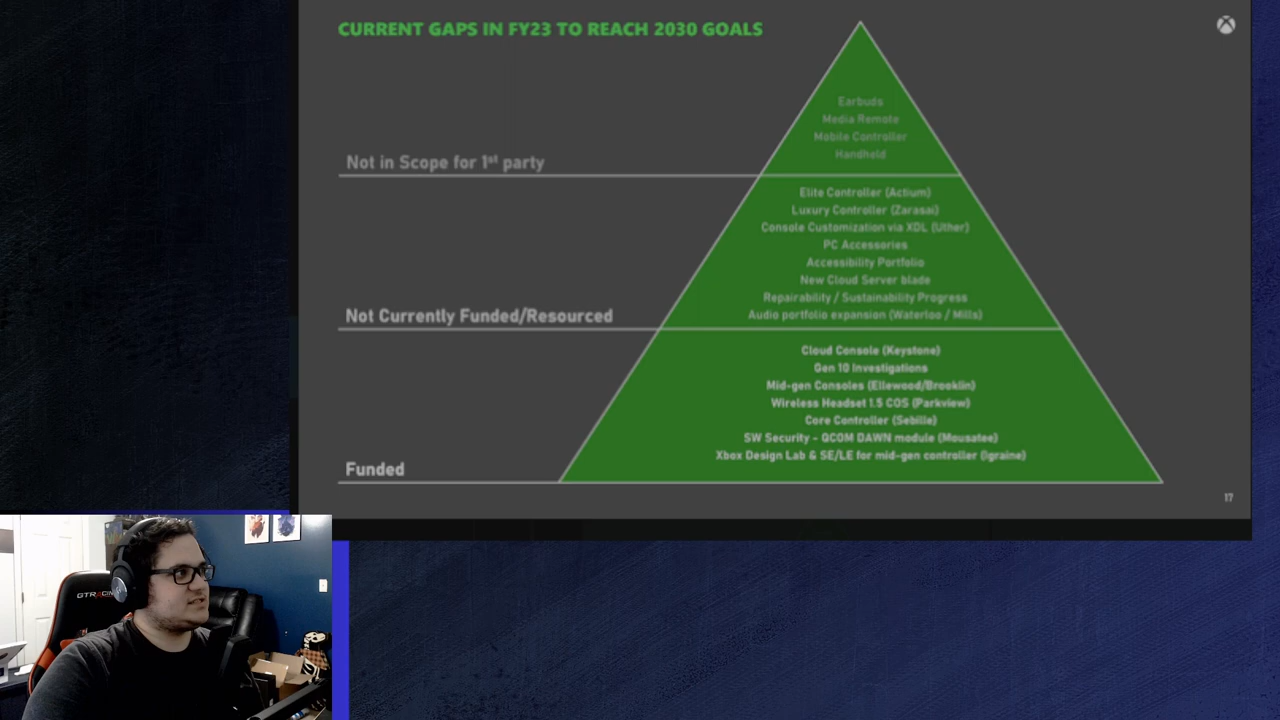 CURRENT GAPS IN FY23 TO REACH 2030 GOALS
Earbuds
Media Remote
Mobile Controller
Handheld
Not in Scope for 1st party
Elite Controller (Actium)
Luxury Controller (Zarasai)
Console Customization via XDL (Uther)
PC Accessories
Accessibility Portfolio
New Cloud Server blade
Repairability / Sustainability Progress
Audio portfolio expansion (Waterloo / Mills)
Not Currently Funded/Resourced
Cloud Console (Keystone)
Gen 10 Investigations
Mid-gen Consoles (Ellewood/Brooklin)
Wireless Headset 1.5 COS (Parkview)
Core Controller (Sebille)
SW Security - QCOM DAWN module (Mousatee)
Xbox Design Lab & SE/LE for mid-gen controller (Igraine)
Funded
17
GTRACING